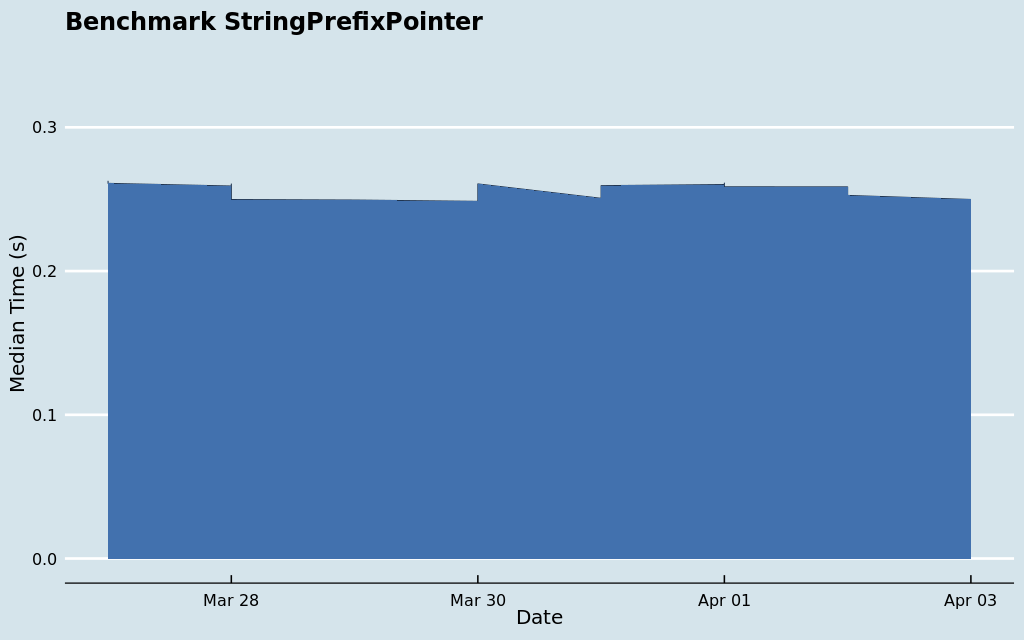 Benchmark StringPrefixPointer
Median Time (s)
0.3
0.2
0.1
0.0
Mar 28 Mar 30 Apr 01 Apr 03
Date